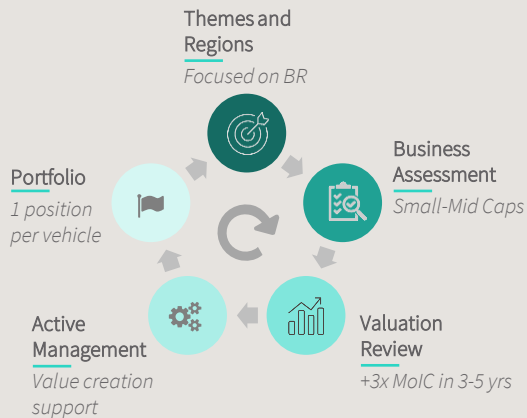 Themes and
Regions
Focused on BR
Business
Assessment
Small-Mid Caps
Valuation
Review
+3x MoIC in 3-5 yrs
Active
Management
Value creation
support
Portfolio
1 position
per vehicle